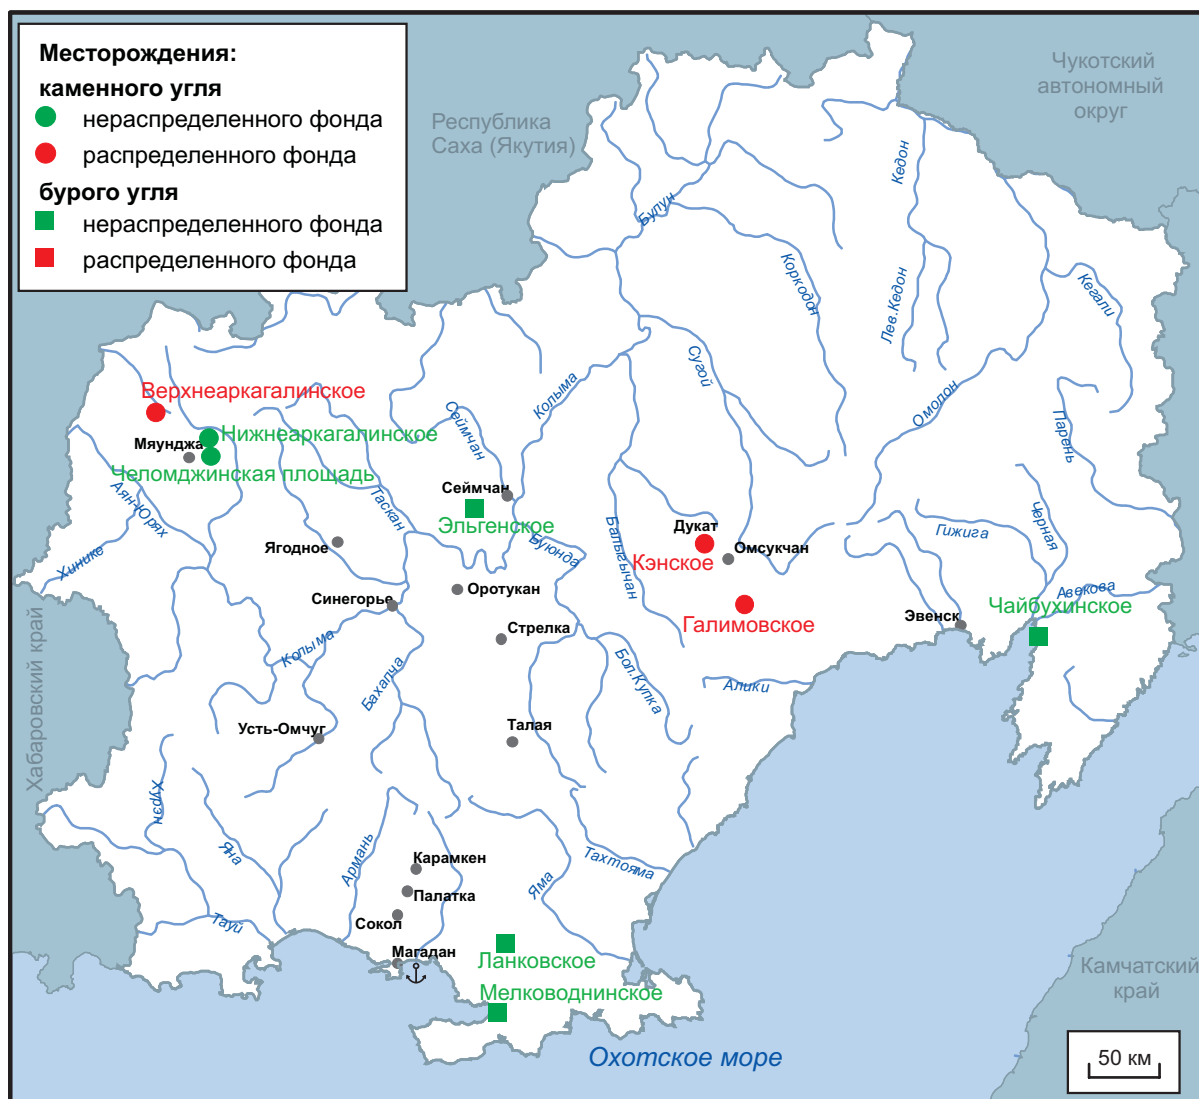 Месторождения:
каменного угля
нераспределенного фонда
распределенного фонда
бурого угля
нераспределенного фонда
распределенного фонда
Республика
Саха (Якутия)
Чукотский
автономный
округ
Хабаровский край
Камчатский
край
Охотское море
50 км
Булун
Кедон
Коркодон
Лев.Кедон
Кегали
Сугой
Омолон
Колыма
Парень
Верхнеаркагалинское
Сеймчан
Нижнеаркагалинское
Мяунджа
Челомджинская площадь
Аян-Юрях
Таскан
Сеймчан
Эльгенское
Буюнда
Балыгычан
Дукат
Омсукчан
Кэнское
Гижига
Черная
Авекова
Хинике
Ягодное
Оротукан
Синегорье
Галимовское
Эвенск
Чайбухинское
Стрелка
Колыма
Бахапча
Бол.Купка
Алики
Усть-Омчуг
Талая
Хурэн
Яна
Армань
Тахтояма
Карамкен
Яма
Палатка
Тауй
Сокол
Магадан
Ланковское
Мелководнинское